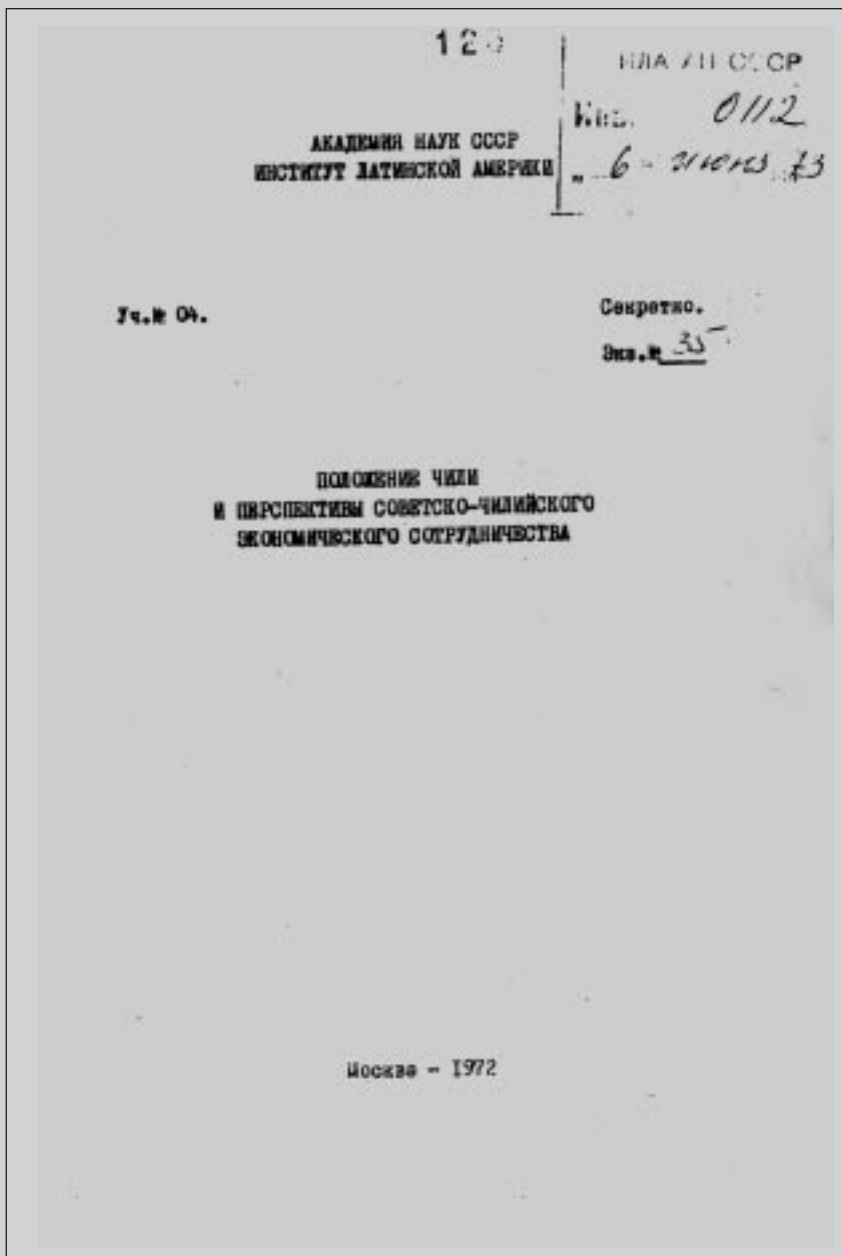 12
ИЛА АН СССР
Инв. 0112
„ 6 - июня 73
АКАДЕМИЯ НАУК СССР
ИНСТИТУТ ЛАТИНСКОЙ АМЕРИКИ
Уч.№ 04.
Секретно.
Экз.№ 35
ПОЛОЖЕНИЕ ЧИЛИ
И ПЕРСПЕКТИВЫ СОВЕТСКО-ЧИЛИЙСКОГО
ЭКОНОМИЧЕСКОГО СОТРУДНИЧЕСТВА
Москва - 1972